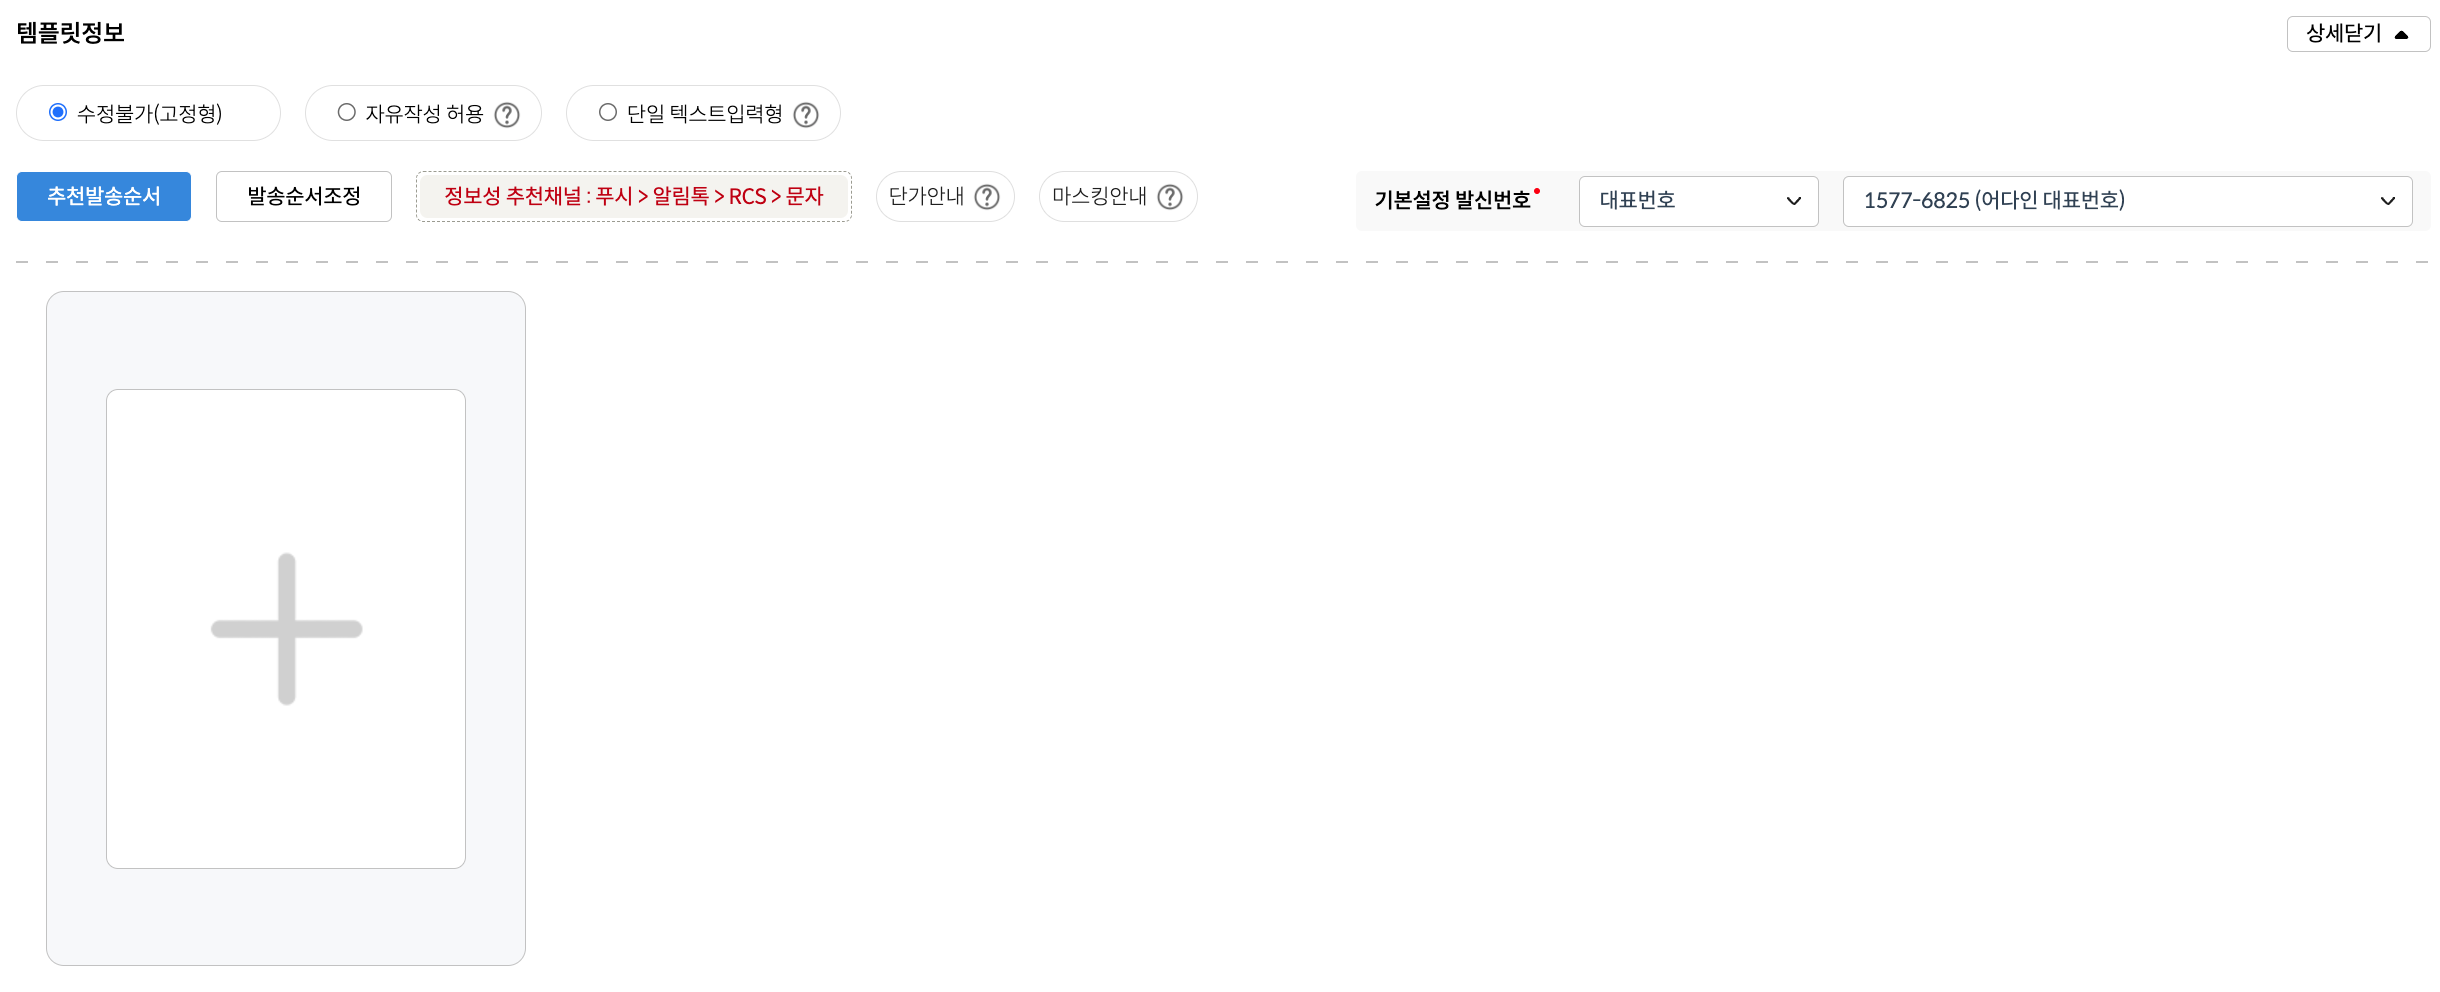 템플릿정보
상세닫기
수정불가(고정형)
자유작성 허용
단일 텍스트입력형
추천발송순서
발송순서조정
정보성 추천채널 : 푸시 > 알림톡 > RCS > 문자
단가안내
마스킹안내
기본설정 발신번호
대표번호
1577-6825 (어다인 대표번호)